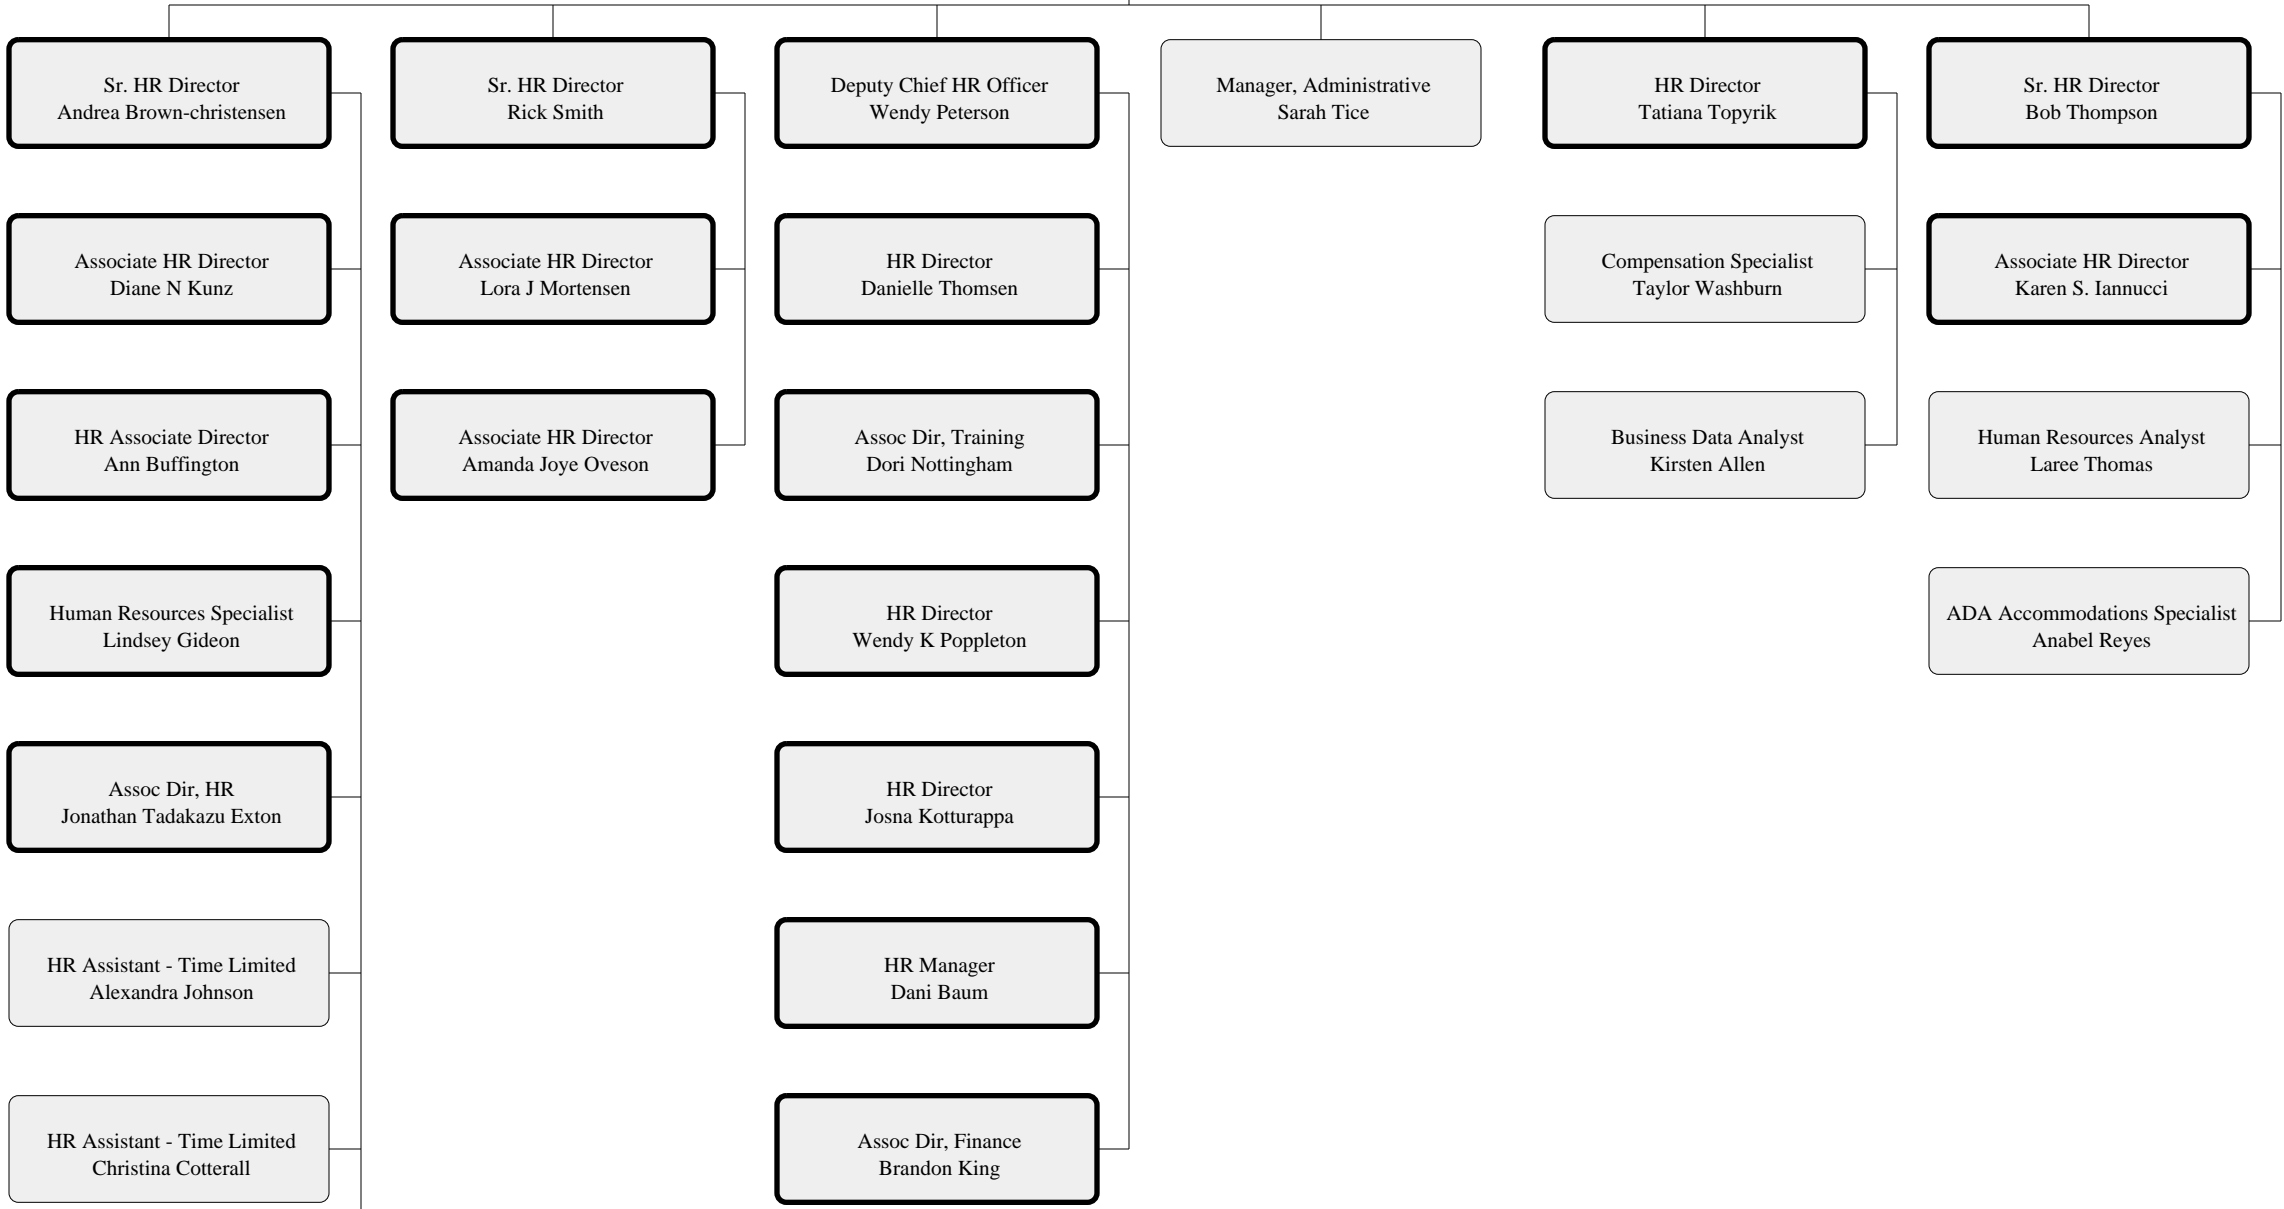 Sr. HR Director
Andrea Brown-christensen
Sr. HR Director
Rick Smith
Deputy Chief HR Officer
Wendy Peterson
Manager, Administrative
Sarah Tice
HR Director
Tatiana Topyrik
Sr. HR Director
Bob Thompson
Associate HR Director
Diane N Kunz
Associate HR Director
Lora J Mortensen
HR Director
Danielle Thomsen
Compensation Specialist
Taylor Washburn
Associate HR Director
Karen S. Iannucci
HR Associate Director
Ann Buffington
Associate HR Director
Amanda Joye Oveson
Assoc Dir, Training
Dori Nottingham
Business Data Analyst
Kirsten Allen
Human Resources Analyst
Laree Thomas
Human Resources Specialist
Lindsey Gideon
HR Director
Wendy K Poppleton
ADA Accommodations Specialist
Anabel Reyes
Assoc Dir, HR
Jonathan Tadakazu Exton
HR Director
Josna Kotturappa
HR Assistant - Time Limited
Alexandra Johnson
HR Manager
Dani Baum
HR Assistant - Time Limited
Christina Cotterall
Assoc Dir, Finance
Brandon King